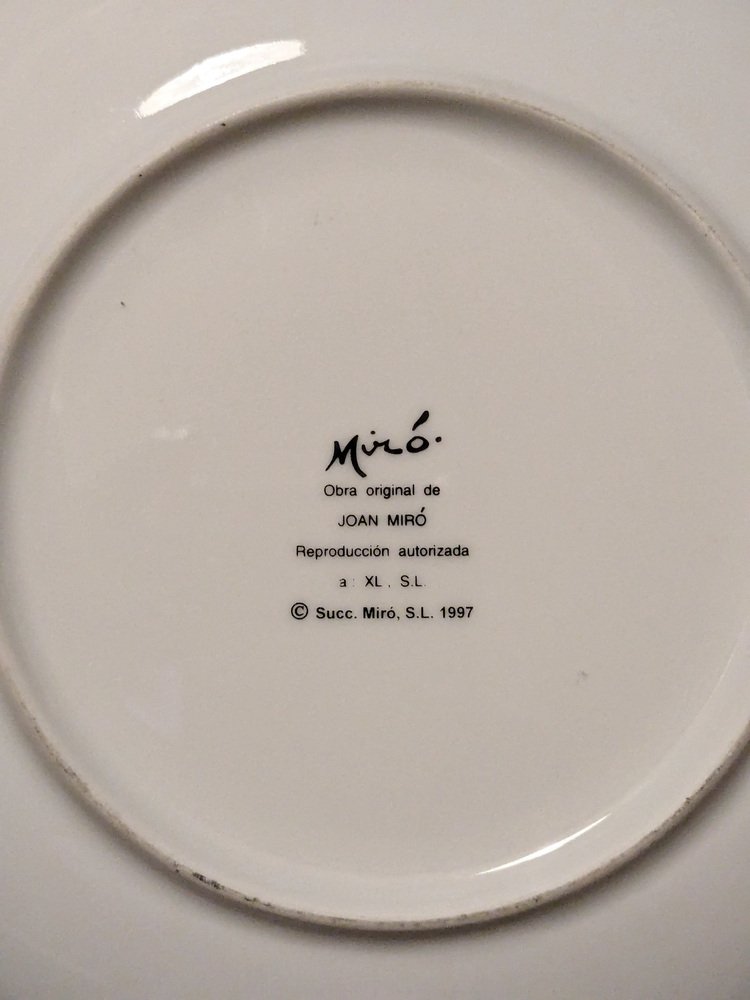 Miró.
Obra original de
JOAN MIRÓ
Reproducción autorizada
a: XL, S.L.
© Succ. Miró, S.L. 1997